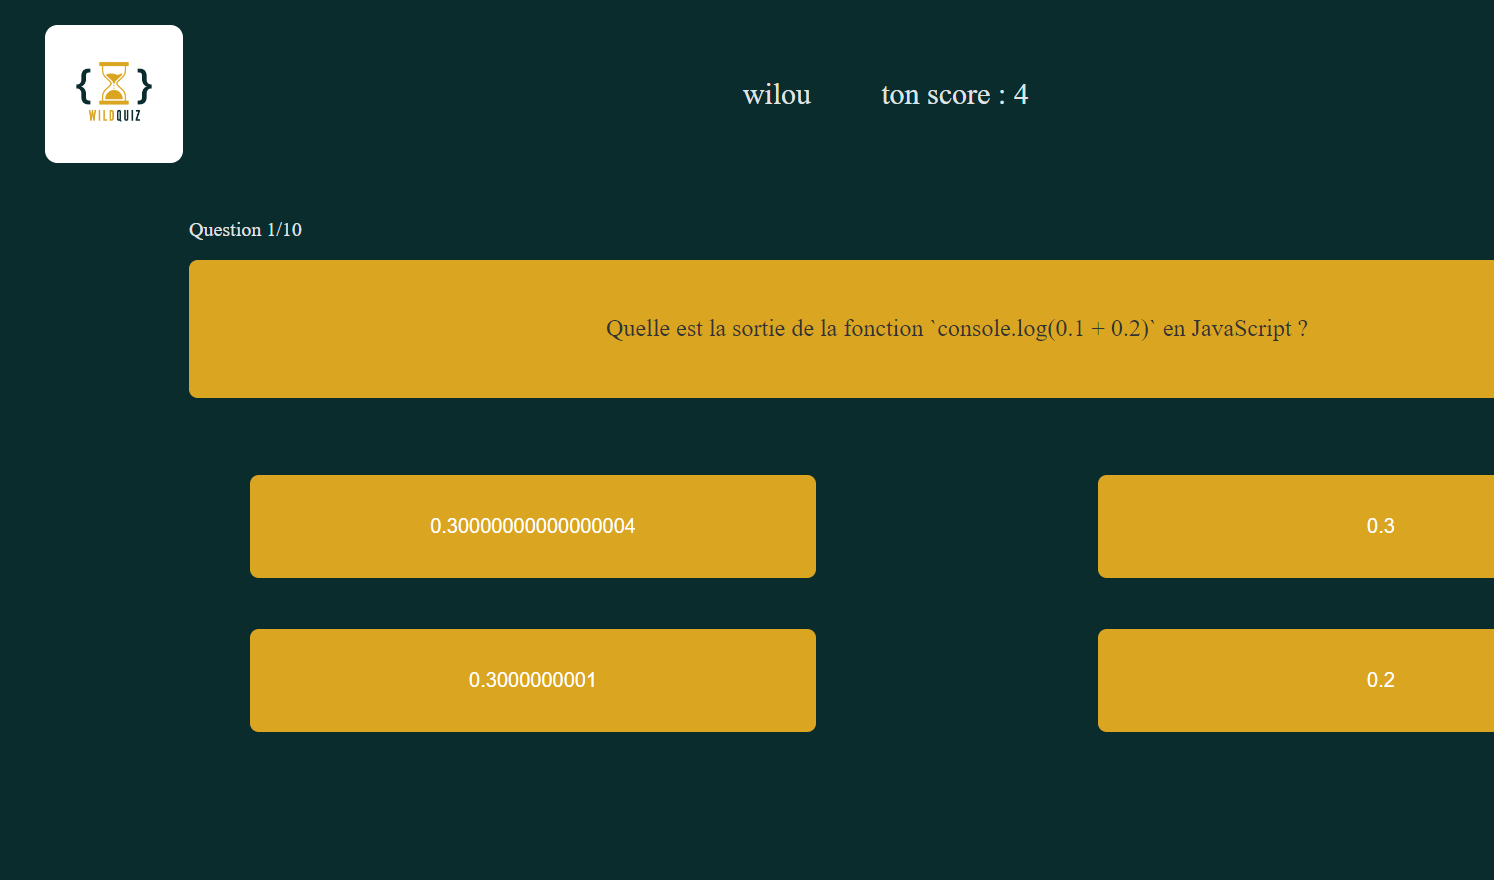 { }
WILDQUIZ
wilou ton score : 4
Question 1/10
Quelle est la sortie de la fonction `console.log(0.1 + 0.2)` en JavaScript ?
0.30000000000000004 0.3
0.3000000001 0.2